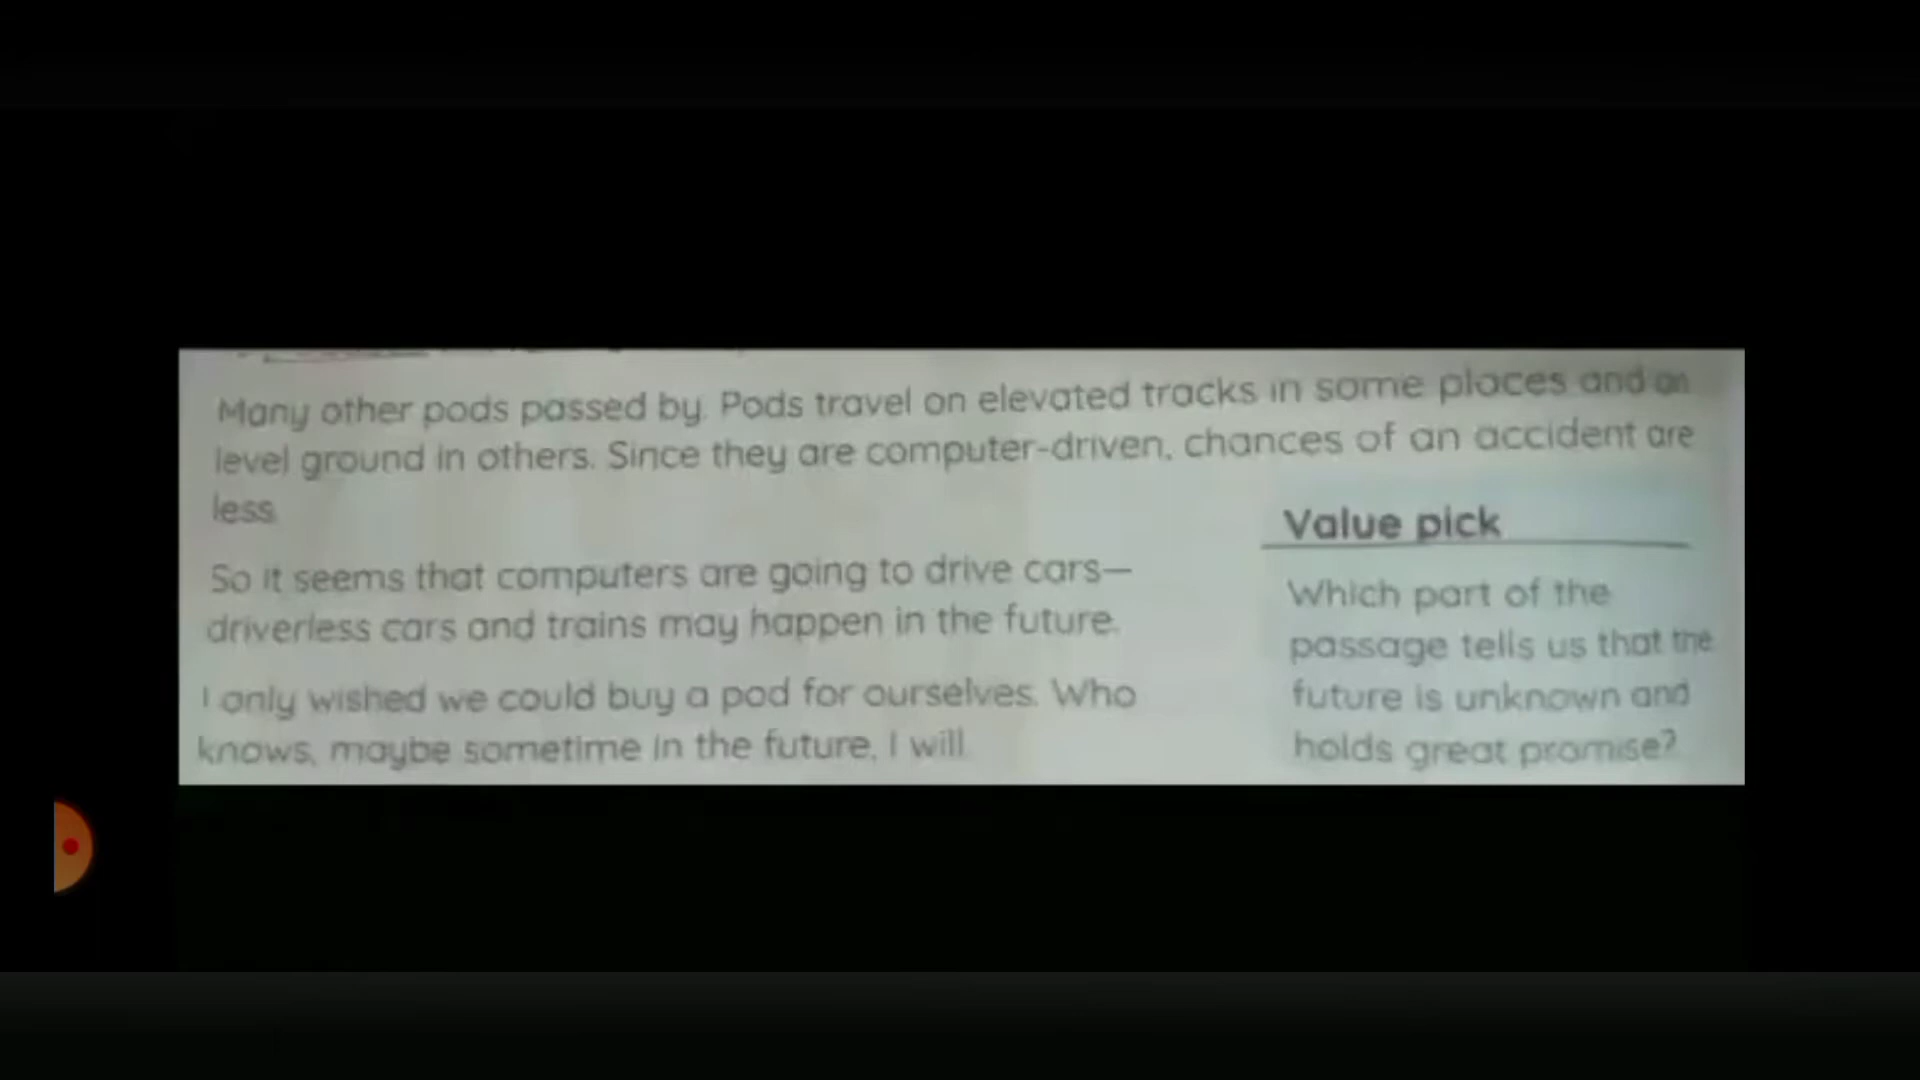 Many other pods passed by. Pods travel on elevated tracks in some places and on
level ground in others. Since they are computer-driven, chances of an accident are
less.
So it seems that computers are going to drive cars—
driverless cars and trains may happen in the future.
I only wished we could buy a pod for ourselves. Who
knows, maybe sometime in the future, I will.
Value pick
Which part of the
passage tells us that the
future is unknown and
holds great promise?